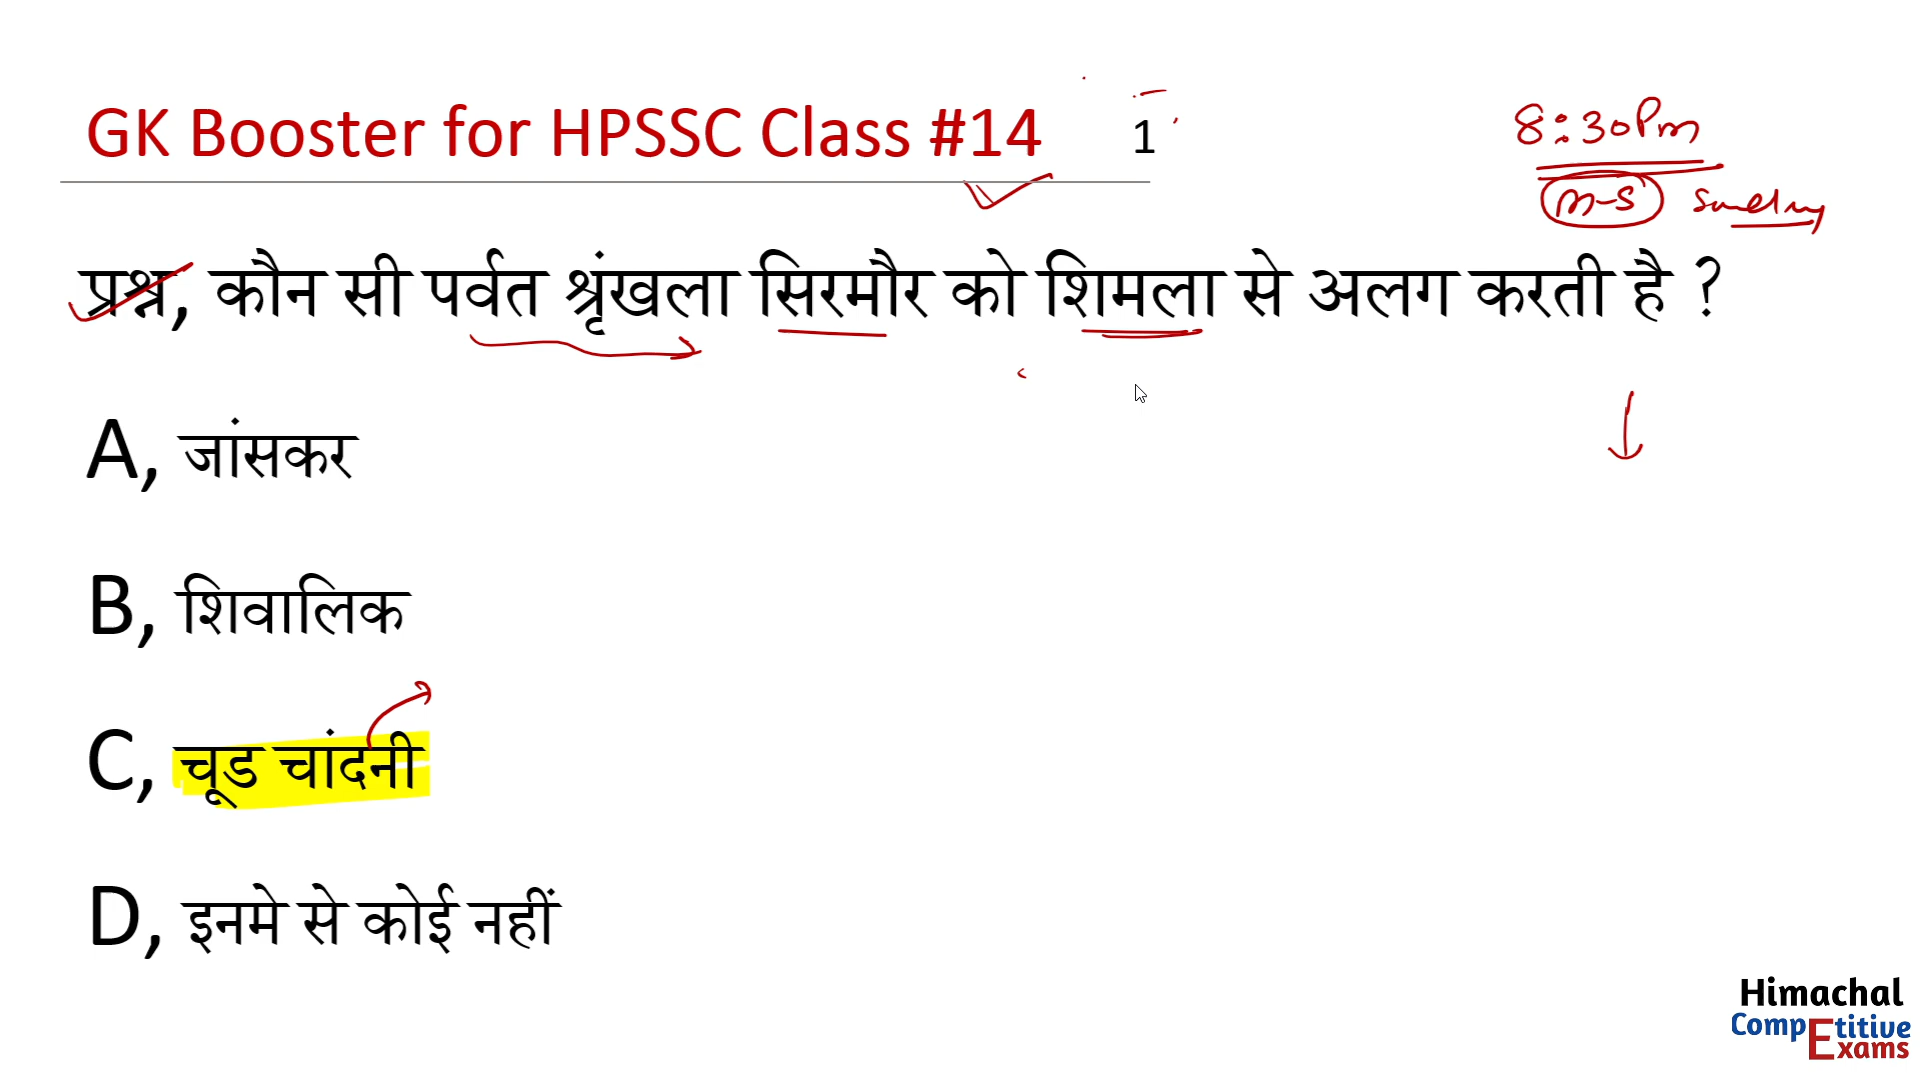 GK Booster for HPSSC Class #14 1
8:30Pm
M-S Sunday
प्रश्न, कौन सी पर्वत श्रृंखला सिरमौर को शिमला से अलग करती है ?
A, जांसकर
B, शिवालिक
C, चूड चांदनी
D, इनमे से कोई नहीं
Himachal
CompEtitive
Exams